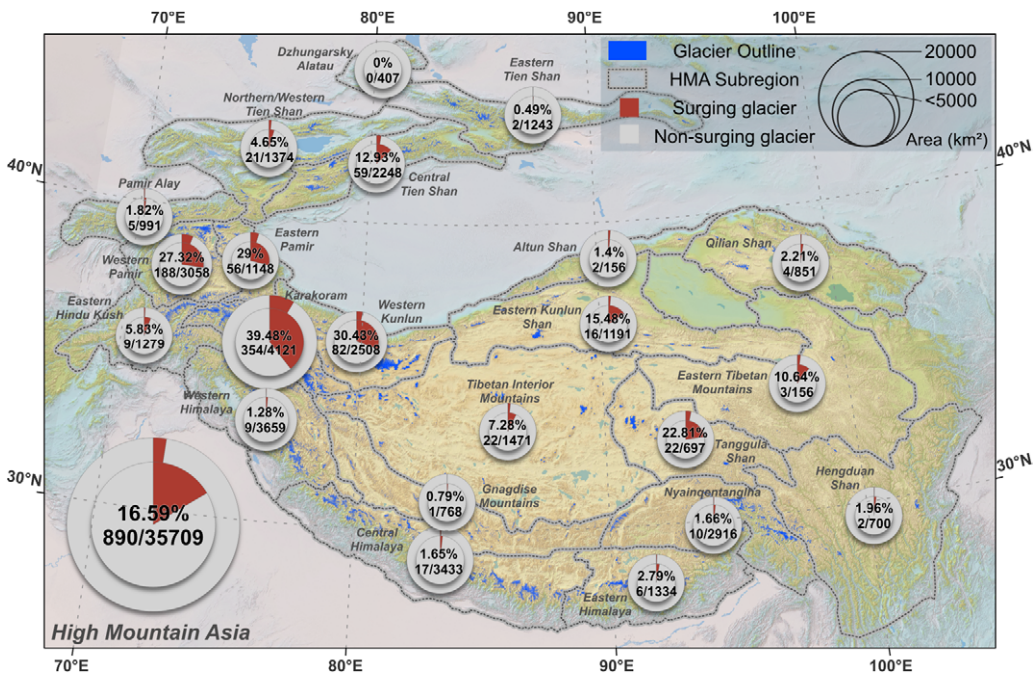 70°E
80°E
90°E
100°E
Dzhungarsky
Alatau
0%
0/407
Eastern
Tien Shan
0.49%
2/1243
Glacier Outline
HMA Subregion
Surging glacier
Non-surging glacier
20000
10000
<5000
Area (km²)
Northern/Western
Tien Shan
4.65%
21/1374
12.93%
59/2248
Central
Tien Shan
40°N
40°N
Pamir Alay
1.82%
5/991
Eastern
Pamir
29%
56/1148
Western
Pamir
27.32%
188/3058
Altun Shan
1.4%
2/156
Qilian Shan
2.21%
4/851
Eastern
Hindu Kush
5.83%
9/1279
Karakoram
39.48%
354/4121
Western
Kunlun
30.43%
82/2508
Eastern Kunlun
Shan
15.48%
16/1191
Western
Himalaya
1.28%
9/3659
Tibetan Interior
Mountains
7.28%
22/1471
Eastern Tibetan
Mountains
10.64%
3/156
22.81%
22/697
Tanggula
Shan
30°N
30°N
Hengduan
Shan
1.96%
2/700
0.79%
1/768
Gnagdise
Mountains
Nyainqentanglha
1.66%
10/2916
Central
Himalaya
1.65%
17/3433
2.79%
6/1334
Eastern
Himalaya
16.59%
890/35709
High Mountain Asia
70°E
80°E
90°E
100°E